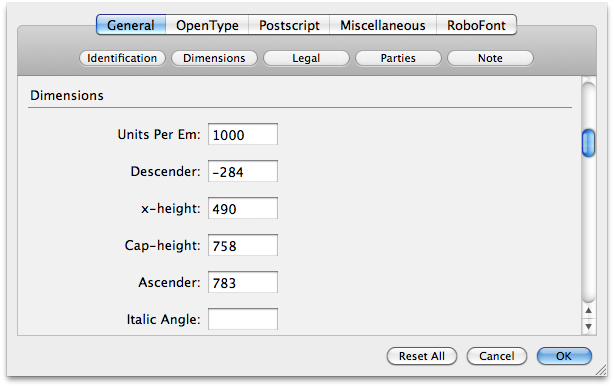 General OpenType Postscript Miscellaneous RoboFont
Identification Dimensions Legal Parties Note
Dimensions
Units Per Em: 1000
Descender: -284
x-height: 490
Cap-height: 758
Ascender: 783
Italic Angle:
Reset All Cancel OK